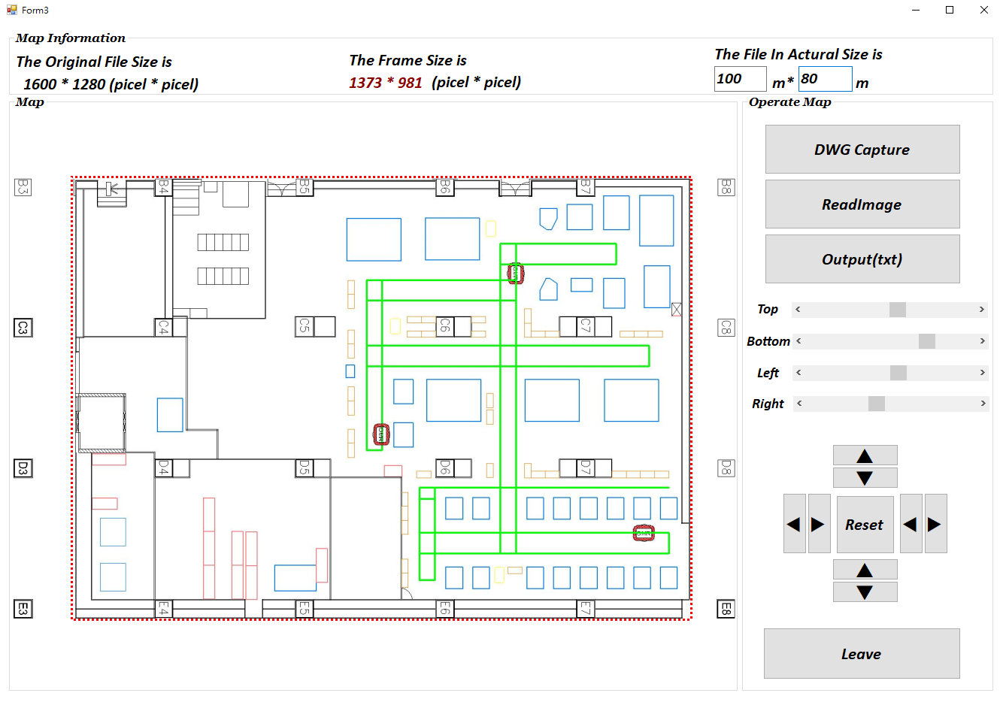 Form3
Map Information
The Original File Size is
1600 * 1280 (picel * picel)
The Frame Size is
1373 * 981 (picel * picel)
The File In Actural Size is
100 m* 80 m
Map
Operate Map
DWG Capture
ReadImage
Output(txt)
Top
Bottom
Left
Right
Reset
Leave
B3
B4
B5
B6
B7
B8
C3
C4
C5
C6
C7
C8
D3
D4
D5
D6
D7
D8
E3
E4
E5
E6
E7
E8